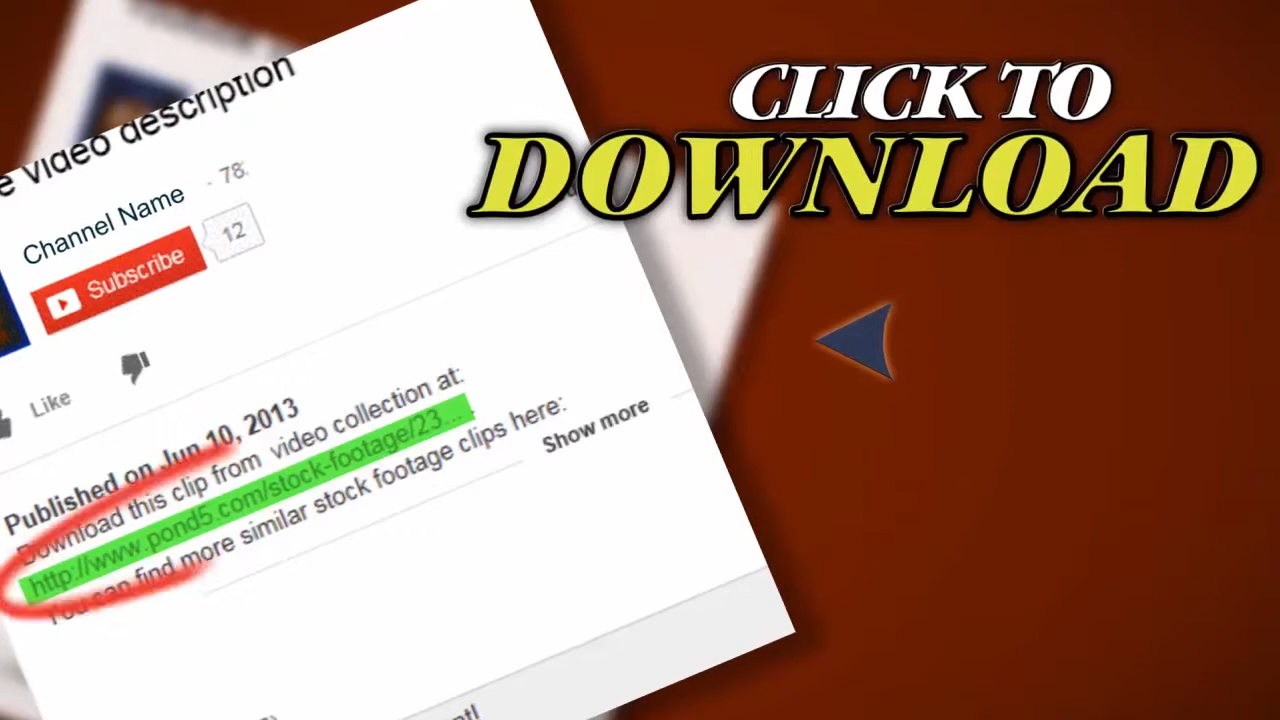 CLICK TO
DOWNLOAD
video description
Channel Name
78
Subscribe
12
Like
Published on Jun 10, 2013
Download this clip from video collection at:
http://www.pond5.com/stock-footage/23...
You can find more similar stock footage clips here:
Show more